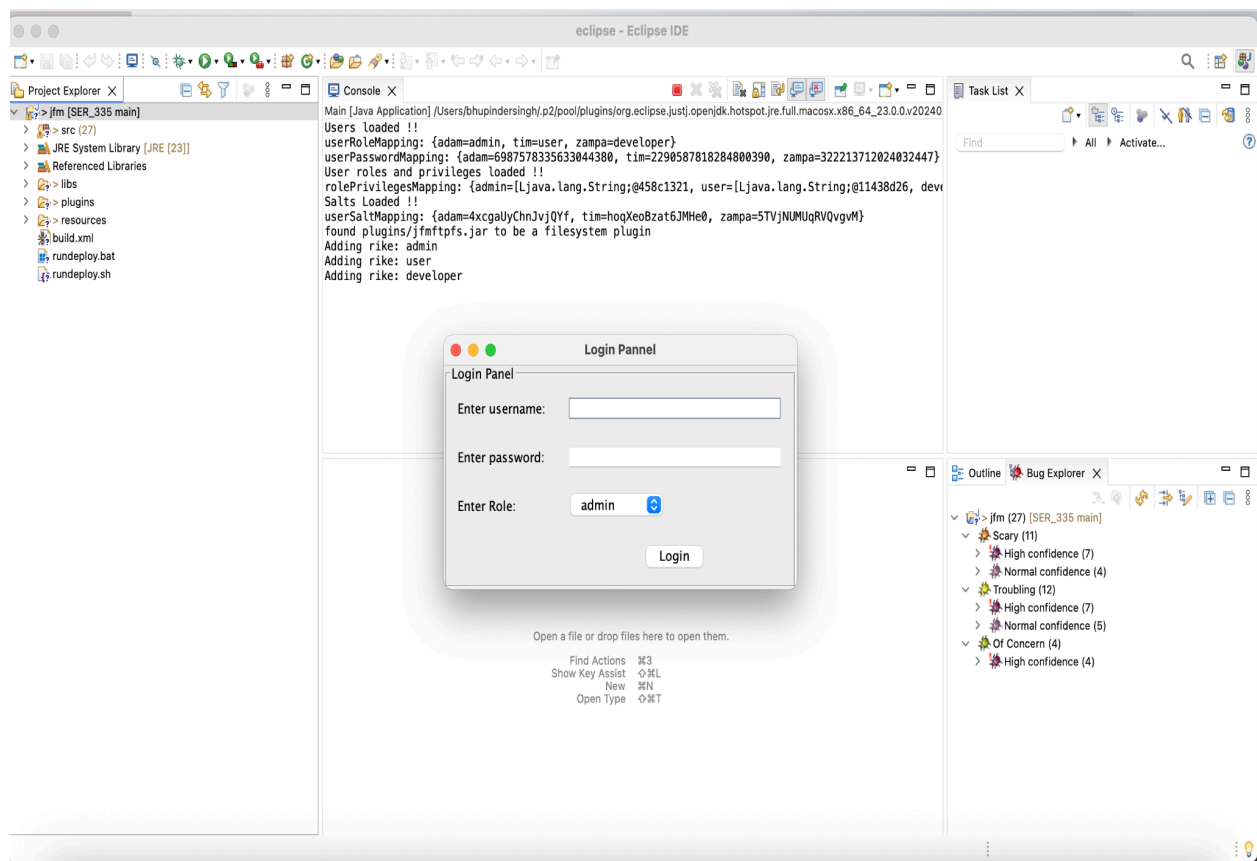 eclipse - Eclipse IDE
Project Explorer
> jfm [SER_335 main]
> src (27)
JRE System Library [JRE [23]]
Referenced Libraries
> libs
> plugins
> resources
build.xml
rundeploy.bat
rundeploy.sh
Console
Main [Java Application] /Users/bhupindersingh/.p2/pool/plugins/org.eclipse.justj.openjdk.hotspot.jre.full.macosx.x86_64_23.0.0.v20240
Users loaded !!
userRoleMapping: {adam=admin, tim=user, zampa=developer}
userPasswordMapping: {adam=6987578335633044380, tim=2290587818284800390, zampa=322213712024032447}
User roles and privileges loaded !!
rolePrivilegesMapping: {admin=[Ljava.lang.String;@458c1321, user=[Ljava.lang.String;@11438d26, deve
Salts Loaded !!
userSaltMapping: {adam=4xcgaUyChnJvjQYf, tim=hoqXeoBzat6JMHe0, zampa=5TVjNUMUqRVQvgvM}
found plugins/jfmftpfs.jar to be a filesystem plugin
Adding rike: admin
Adding rike: user
Adding rike: developer
Login Pannel
Login Panel
Enter username:
Enter password:
Enter Role:
admin
Login
Open a file or drop files here to open them.
Find Actions ⌘3
Show Key Assist ⇧⌘L
New ⌘N
Open Type ⇧⌘T
Task List
Find
All
Activate...
Outline
Bug Explorer
> jfm (27) [SER_335 main]
Scary (11)
High confidence (7)
Normal confidence (4)
Troubling (12)
High confidence (7)
Normal confidence (5)
Of Concern (4)
High confidence (4)